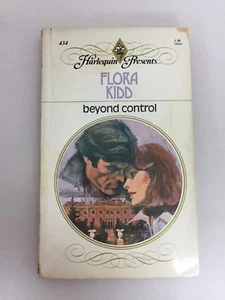 Harlequin Presents...
434
FLORA
KIDD
beyond control